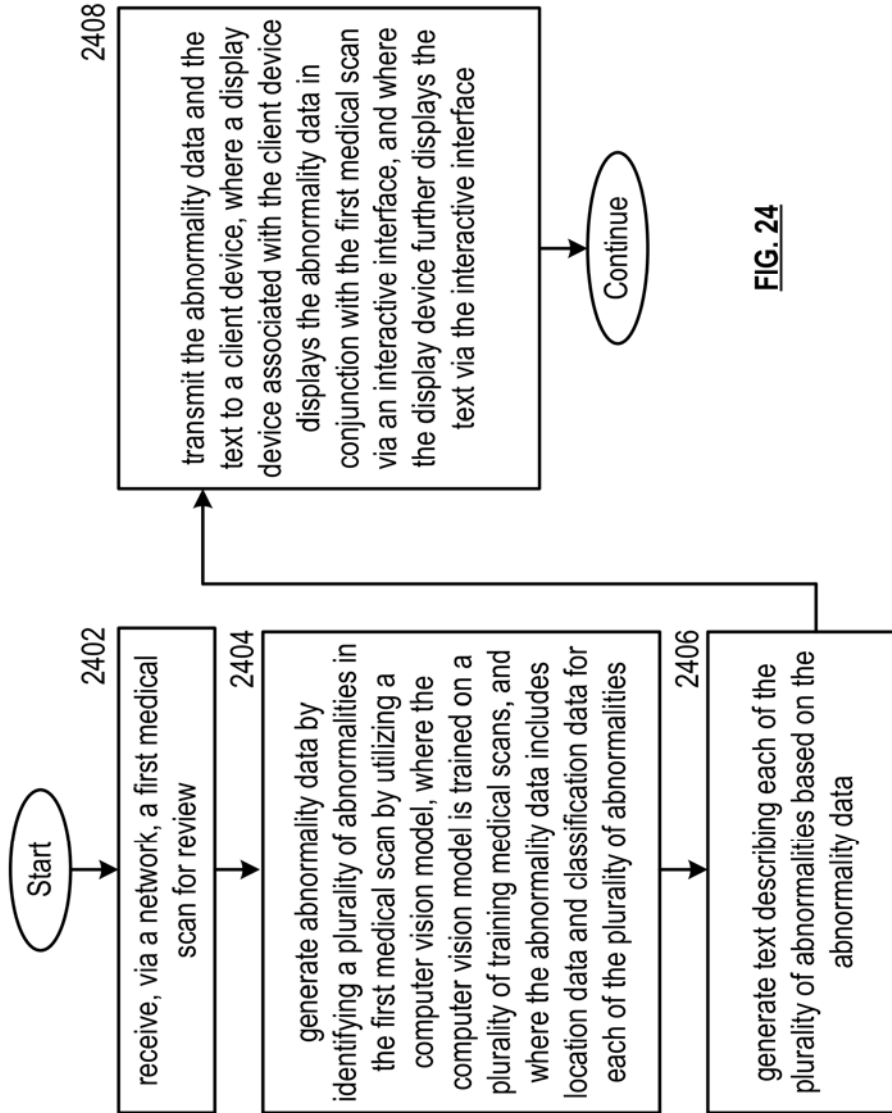 Start
2402
receive, via a network, a first medical
scan for review
2404
generate abnormality data by
identifying a plurality of abnormalities in
the first medical scan by utilizing a
computer vision model, where the
computer vision model is trained on a
plurality of training medical scans, and
where the abnormality data includes
location data and classification data for
each of the plurality of abnormalities
2406
generate text describing each of the
plurality of abnormalities based on the
abnormality data
2408
transmit the abnormality data and the
text to a client device, where a display
device associated with the client device
displays the abnormality data in
conjunction with the first medical scan
via an interactive interface, and where
the display device further displays the
text via the interactive interface
Continue
FIG. 24